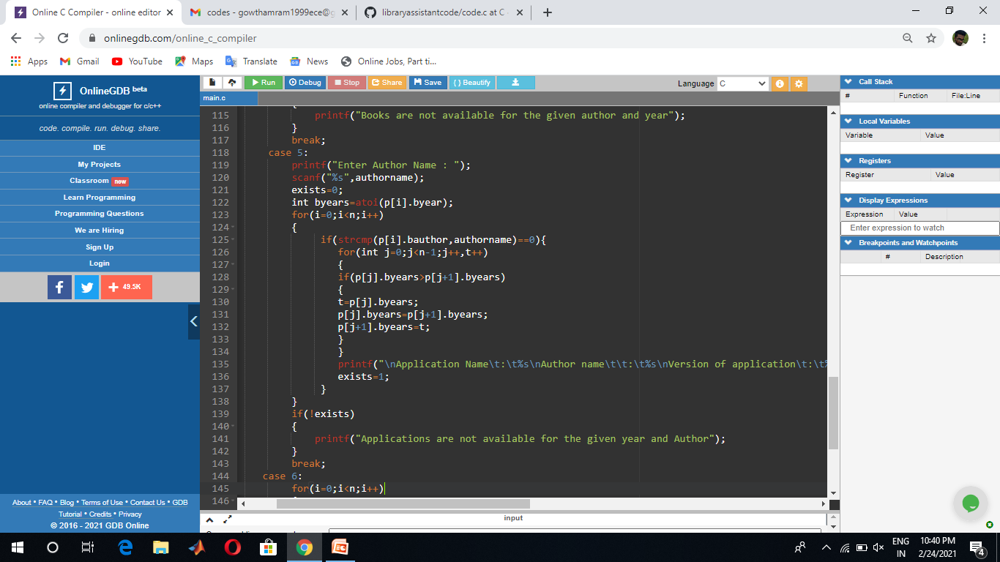 Online C Compiler - online editor
codes - gowthamram1999ece@g
libraryassistantcode/code.c at C
onlinegdb.com/online_c_compiler
Apps
Gmail
YouTube
Maps
Translate
News
Online Jobs, Part ti...
OnlineGDB beta
online compiler and debugger for c/c++
code. compile. run. debug. share.
IDE
My Projects
Classroom new
Learn Programming
Programming Questions
We are Hiring
Sign Up
Login
49.5K
About • FAQ • Blog • Terms of Use • Contact Us • GDB
Tutorial • Credits • Privacy
© 2016 - 2021 GDB Online
Run
Debug
Stop
Share
Save
{ } Beautify
Language C
main.c
{
115 printf("Books are not available for the given author and year");
116 }
117 break;
118 case 5:
119 printf("Enter Author Name : ");
120 scanf("%s",authorname);
121 exists=0;
122 int byears=atoi(p[i].byear);
123 for(i=0;i<n;i++)
124 {
125 if(strcmp(p[i].bauthor,authorname)==0){
126 for(int j=0;j<n-1;j++,t++)
127 {
128 if(p[j].byears>p[j+1].byears)
129 {
130 t=p[j].byears;
131 p[j].byears=p[j+1].byears;
132 p[j+1].byears=t;
133 }
134 }
135 printf("\nApplication Name\t:\t%s\nAuthor name\t\t:\t%s\nVersion of application\t:\t%
136 exists=1;
137 }
138 }
139 if(!exists)
140 {
141 printf("Applications are not available for the given year and Author");
142 }
143 break;
144 case 6:
145 for(i=0;i<n;i++)
146
input
Call Stack
# Function File:Line
Local Variables
Variable Value
Registers
Register Value
Display Expressions
Expression Value
Enter expression to watch
Breakpoints and Watchpoints
# Description
ENG
IN
10:40 PM
2/24/2021
4